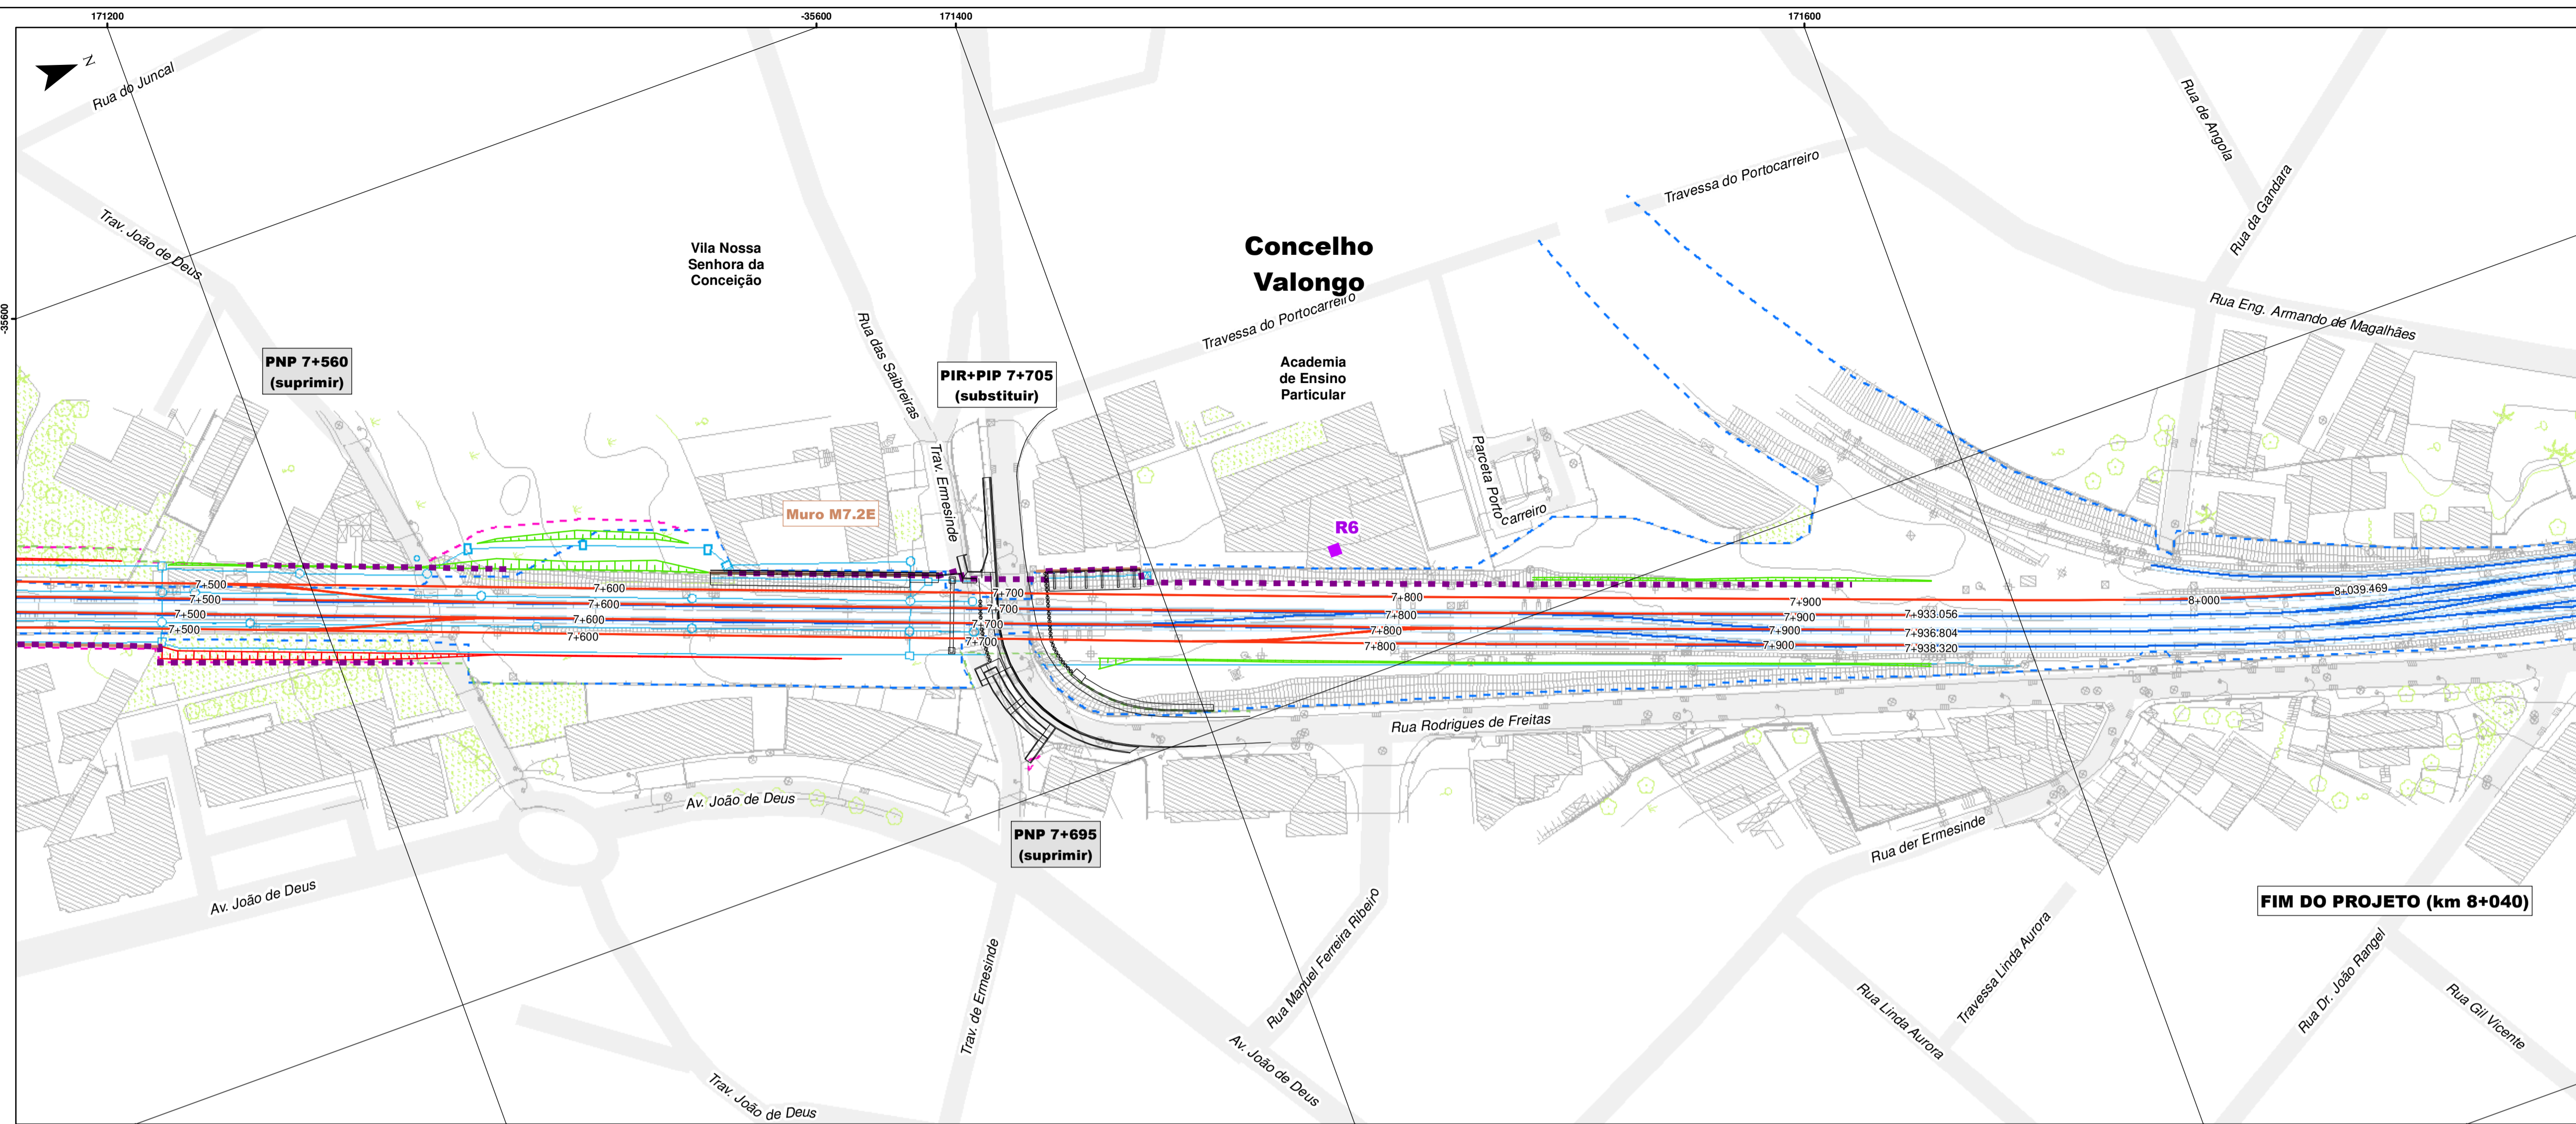 171200
-35600
171400
171600
N
Rua do Juncal
Rua de Angola
Travessa do Portocarreiro
Rua da Gandara
Trav. João de Deus
Vila Nossa
Senhora da
Conceição
Concelho
Valongo
Travessa do Portocarreiro
-35600
Rua Eng. Armando de Magalhães
Rua das Saibreiras
PNP 7+560
(suprimir)
PIR+PIP 7+705
(substituir)
Academia
de Ensino
Particular
Trav. Ermesinde
Parceta Porto
carreiro
Muro M7.2E
R6
7+500
7+500
7+500
7+500
7+600
7+600
7+600
7+600
7+700
7+700
7+700
7+700
7+800
7+800
7+800
7+800
7+900
7+900
7+900
7+900
7+933.056
7+936.804
7+938.320
8+000
8+039.469
Rua Rodrigues de Freitas
Av. João de Deus
PNP 7+695
(suprimir)
Rua der Ermesinde
Av. João de Deus
FIM DO PROJETO (km 8+040)
Rua Manuel Ferreira Ribeiro
Trav. de Ermesinde
Travessa Linda Aurora
Rua Linda Aurora
Rua Dr. João Rangel
Rua Gil Vicente
Av. João de Deus
Trav. João de Deus